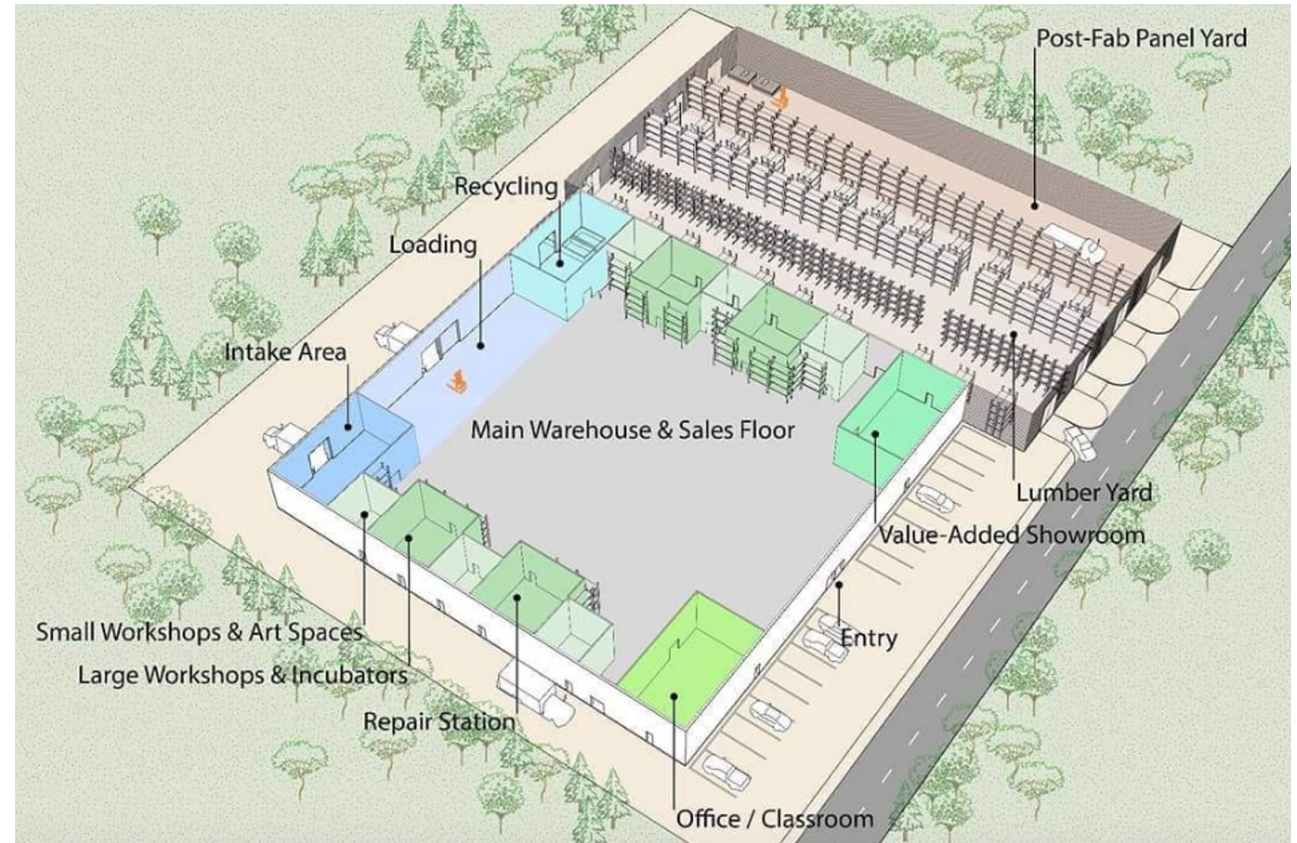 Post-Fab Panel Yard
Recycling
Loading
Intake Area
Main Warehouse & Sales Floor
Lumber Yard
Value-Added Showroom
Small Workshops & Art Spaces
Entry
Large Workshops & Incubators
Repair Station
Office / Classroom